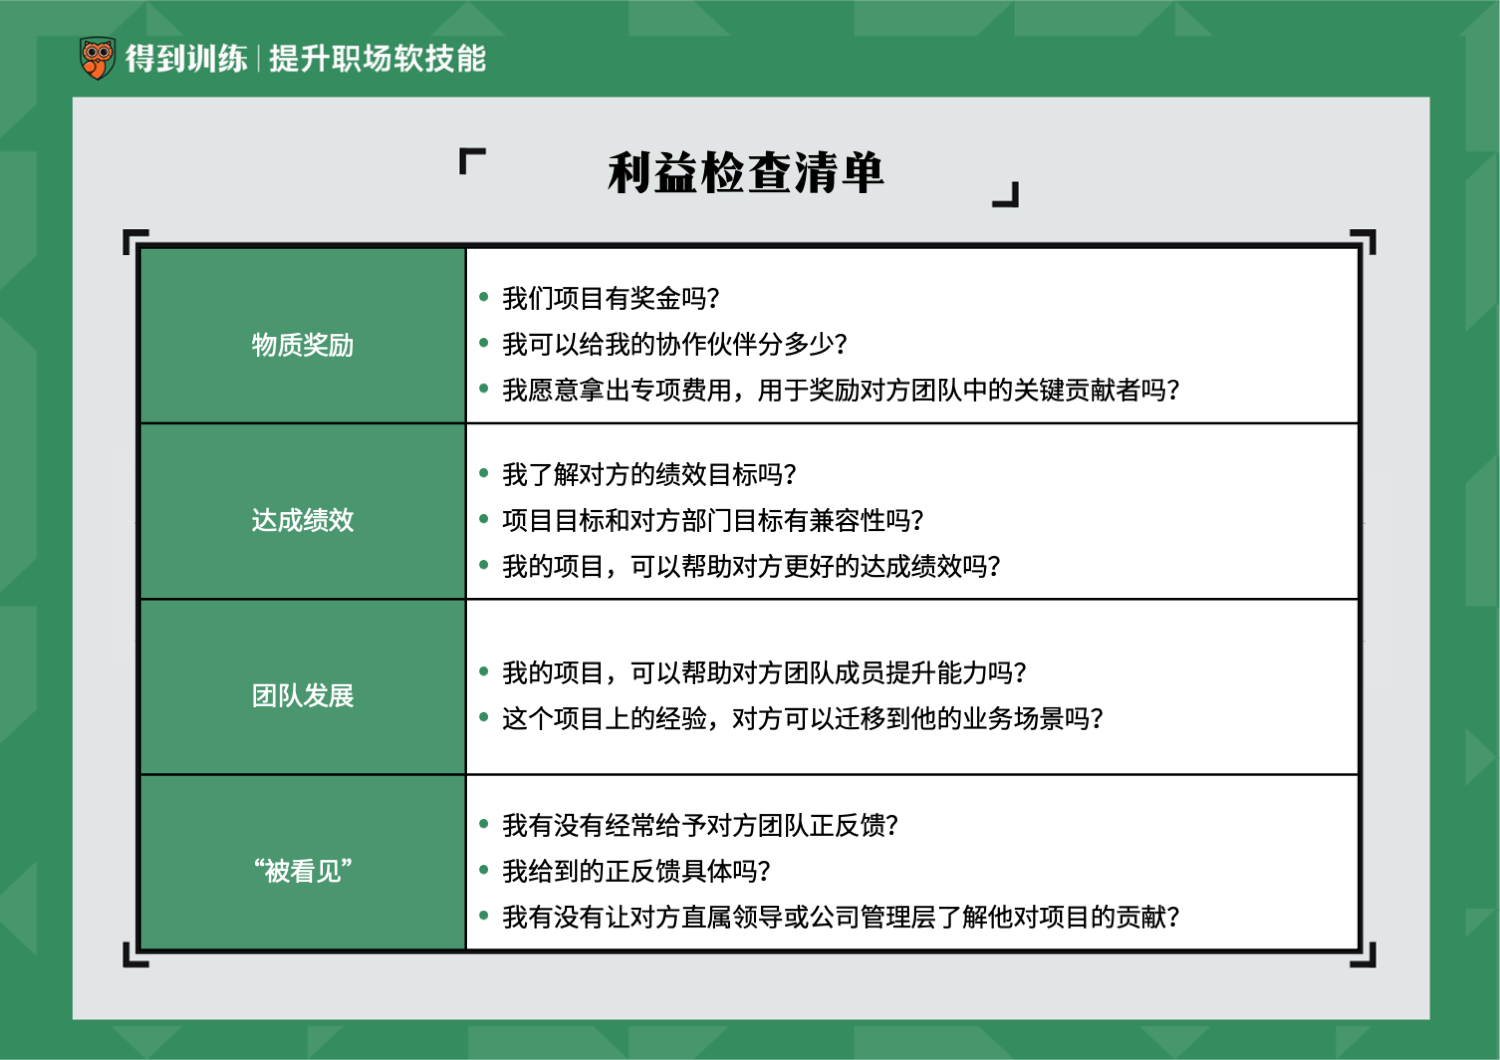 得到训练|提升职场软技能
利益检查清单
物质奖励
• 我们项目有奖金吗？
• 我可以给我的协作伙伴分多少？
• 我愿意拿出专项费用，用于奖励对方团队中的关键贡献者吗？
达成绩效
• 我了解对方的绩效目标吗？
• 项目目标和对方部门目标有兼容性吗？
• 我的项目，可以帮助对方更好的达成绩效吗？
团队发展
• 我的项目，可以帮助对方团队成员提升能力吗？
• 这个项目上的经验，对方可以迁移到他的业务场景吗？
“被看见”
• 我有没有经常给予对方团队正反馈？
• 我给到的正反馈具体吗？
• 我有没有让对方直属领导或公司管理层了解他对项目的贡献？